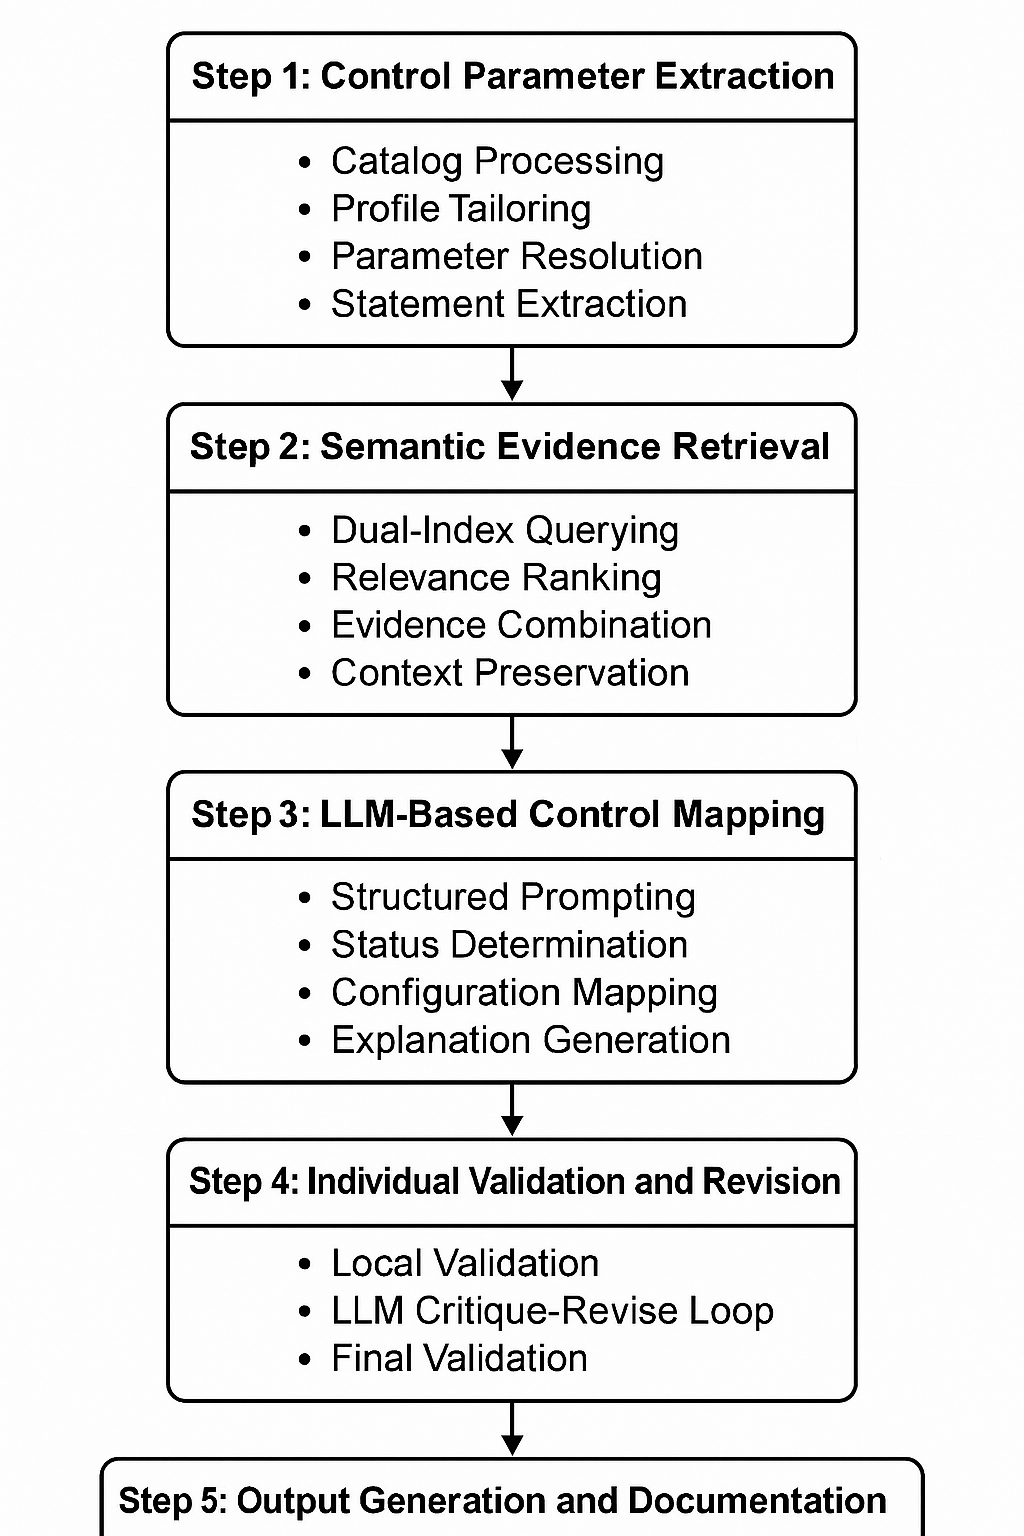 Step 1: Control Parameter Extraction
• Catalog Processing
• Profile Tailoring
• Parameter Resolution
• Statement Extraction
Step 2: Semantic Evidence Retrieval
• Dual-Index Querying
• Relevance Ranking
• Evidence Combination
• Context Preservation
Step 3: LLM-Based Control Mapping
• Structured Prompting
• Status Determination
• Configuration Mapping
• Explanation Generation
Step 4: Individual Validation and Revision
• Local Validation
• LLM Critique-Revise Loop
• Final Validation
Step 5: Output Generation and Documentation